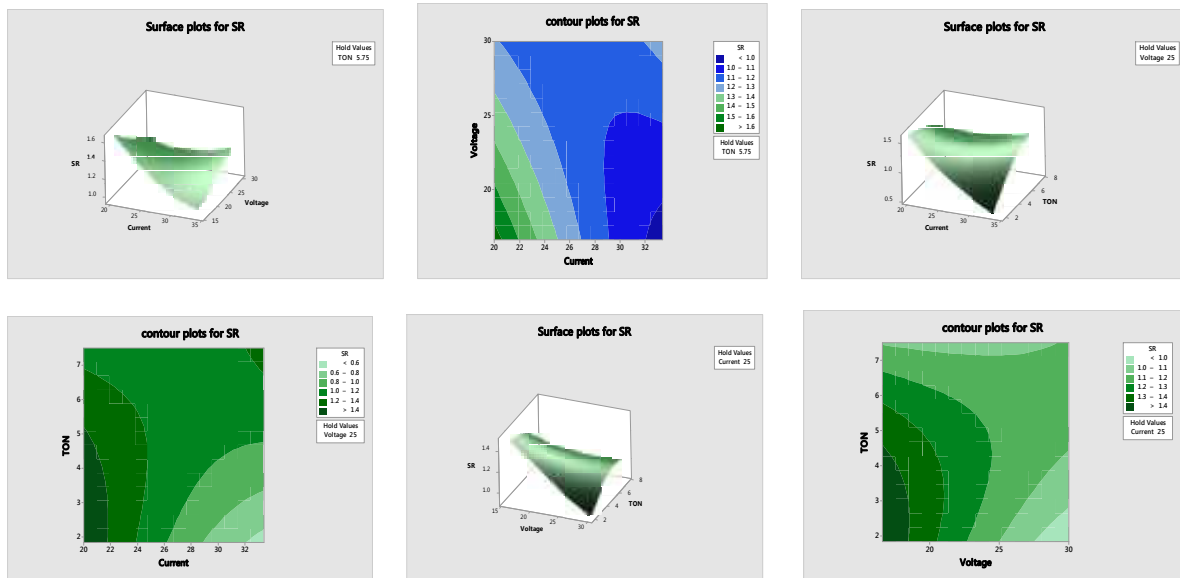 Surface plots for SR
Hold Values
TON 5.75
1.6
1.4
1.2
1.0
SR
20
25
30
35
Current
15
20
25
30
Voltage
contour plots for SR
30
25
20
Voltage
20 22 24 26 28 30 32
Current
SR
< 1.0
1.0 – 1.1
1.1 – 1.2
1.2 – 1.3
1.3 – 1.4
1.4 – 1.5
1.5 – 1.6
> 1.6
Hold Values
TON 5.75
Surface plots for SR
Hold Values
Voltage 25
1.5
1.0
0.5
SR
20
25
30
35
Current
2
4
6
8
TON
contour plots for SR
7
6
5
4
3
2
TON
20 22 24 26 28 30 32
Current
SR
< 0.6
0.6 – 0.8
0.8 – 1.0
1.0 – 1.2
1.2 – 1.4
> 1.4
Hold Values
Voltage 25
Surface plots for SR
Hold Values
Current 25
1.4
1.2
1.0
SR
15
20
25
30
Voltage
2
4
6
8
TON
contour plots for SR
7
6
5
4
3
2
TON
20 25 30
Voltage
SR
< 1.0
1.0 – 1.1
1.1 – 1.2
1.2 – 1.3
1.3 – 1.4
> 1.4
Hold Values
Current 25